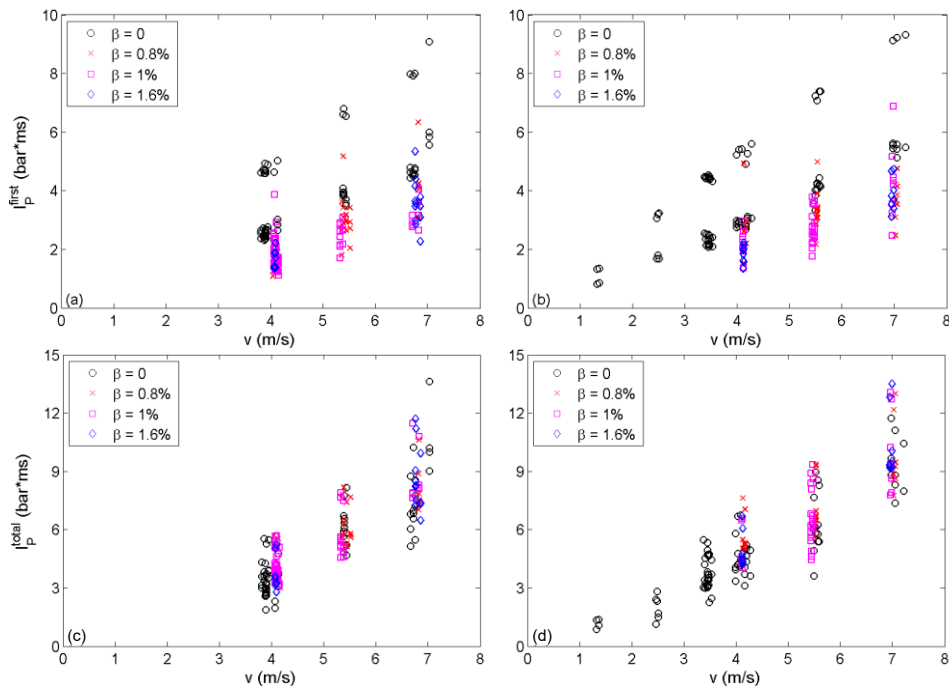 10
8
6
4
2
0
I_P^first (bar*ms)
β = 0
β = 0.8%
β = 1%
β = 1.6%
(a)
0 1 2 3 4 5 6 7 8
v (m/s)
10
8
6
4
2
0
β = 0
β = 0.8%
β = 1%
β = 1.6%
(b)
0 1 2 3 4 5 6 7 8
v (m/s)
15
12
9
6
3
0
I_P^total (bar*ms)
β = 0
β = 0.8%
β = 1%
β = 1.6%
(c)
0 1 2 3 4 5 6 7 8
v (m/s)
15
12
9
6
3
0
β = 0
β = 0.8%
β = 1%
β = 1.6%
(d)
0 1 2 3 4 5 6 7 8
v (m/s)